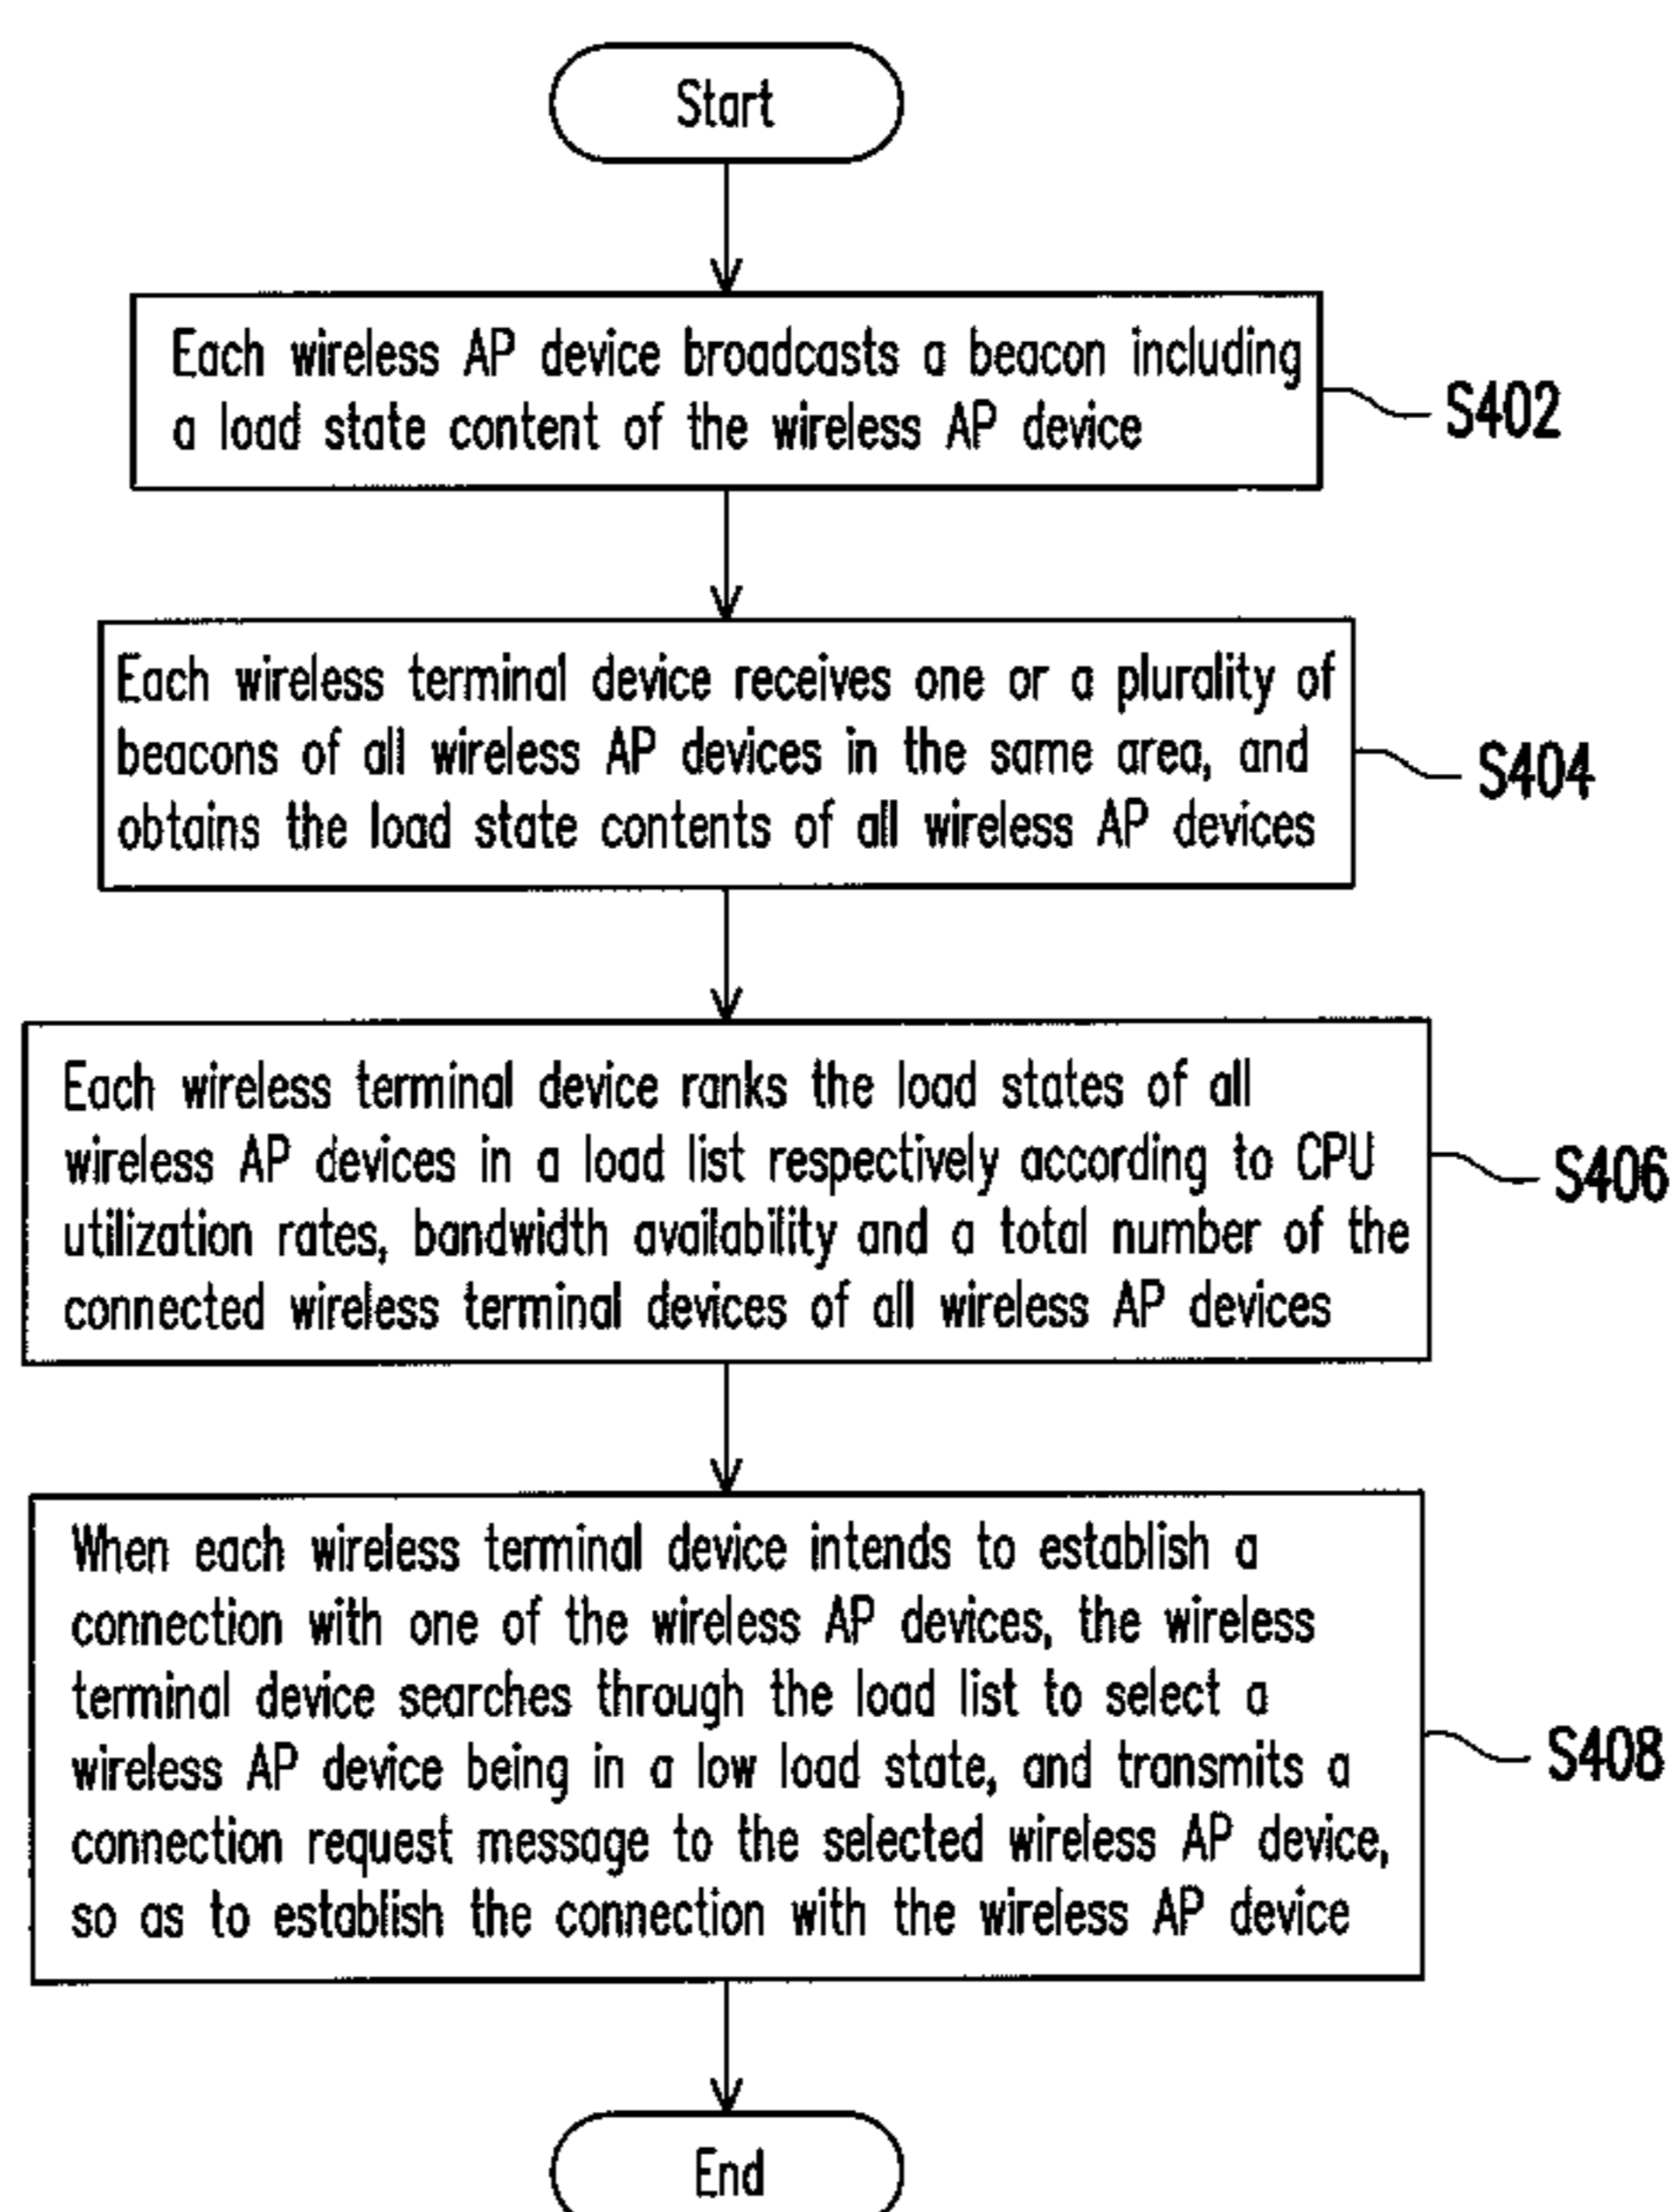 Start
Each wireless AP device broadcasts a beacon including
a load state content of the wireless AP device
S402
Each wireless terminal device receives one or a plurality of
beacons of all wireless AP devices in the same area, and
obtains the load state contents of all wireless AP devices
S404
Each wireless terminal device ranks the load states of all
wireless AP devices in a load list respectively according to CPU
utilization rates, bandwidth availability and a total number of the
connected wireless terminal devices of all wireless AP devices
S406
When each wireless terminal device intends to establish a
connection with one of the wireless AP devices, the wireless
terminal device searches through the load list to select a
wireless AP device being in a low load state, and transmits a
connection request message to the selected wireless AP device,
so as to establish the connection with the wireless AP device
S408
End